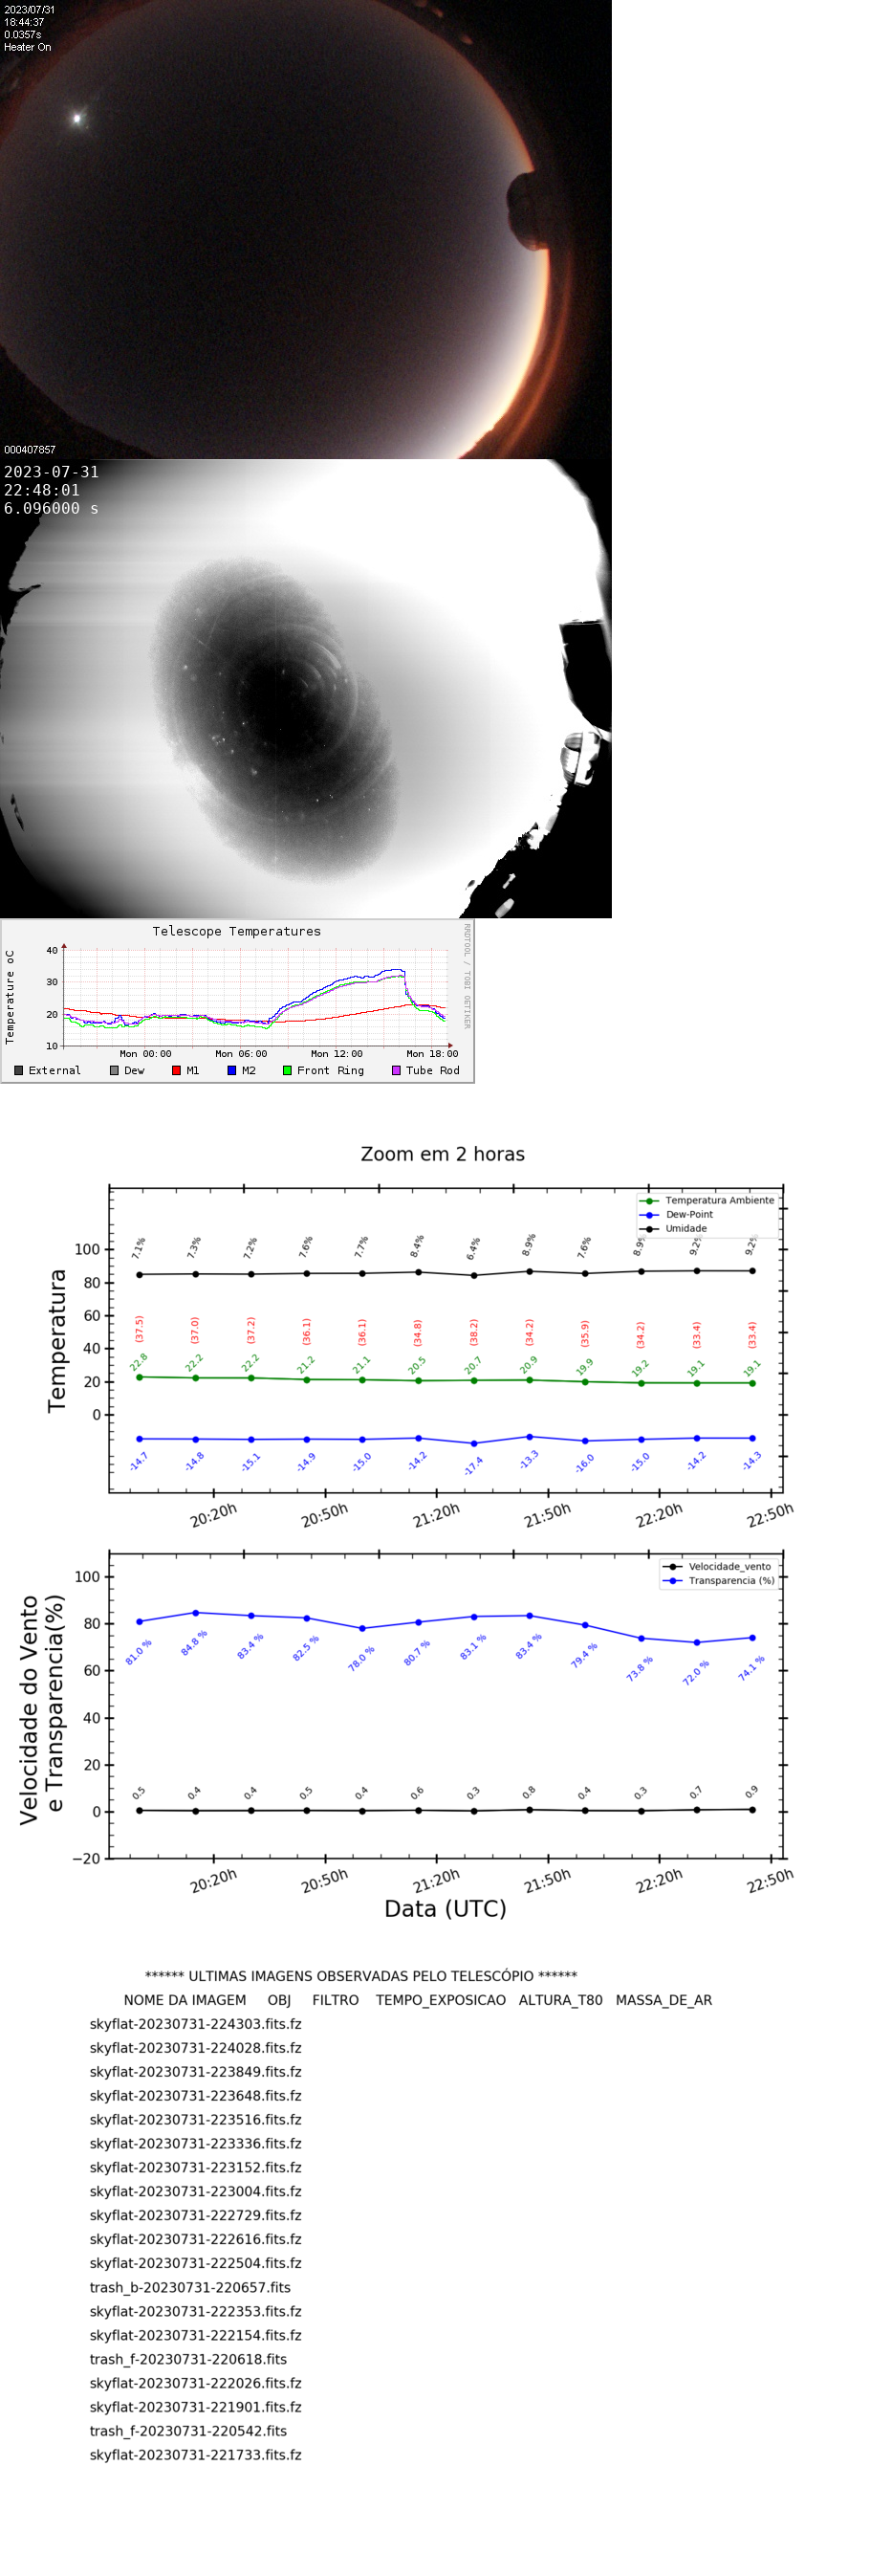 2023/07/31
18:44:37
0.0357s
Heater On
000407857
2023-07-31
22:48:01
6.096000 s
Telescope Temperatures
RRDTOOL / TOBI OETIKER
Temperature oC
40
30
20
10
Mon 00:00 Mon 06:00 Mon 12:00 Mon 18:00
External Dew M1 M2 Front Ring Tube Rod
Zoom em 2 horas
Temperatura Ambiente
Dew-Point
Umidade
Temperatura
100
80
60
40
20
0
7.1% 7.3% 7.2% 7.6% 7.7% 8.4% 6.4% 8.9% 7.6% 8.9% 9.2% 9.2%
(37.5) (37.0) (37.2) (36.1) (36.1) (34.8) (38.2) (34.2) (35.9) (34.2) (33.4) (33.4)
22.8 22.2 22.2 21.2 21.1 20.5 20.7 20.9 19.9 19.2 19.1 19.1
-14.7 -14.8 -15.1 -14.9 -15.0 -14.2 -17.4 -13.3 -16.0 -15.0 -14.2 -14.3
20:20h 20:50h 21:20h 21:50h 22:20h 22:50h
Velocidade_vento
Transparencia (%)
Velocidade do Vento
e Transparencia(%)
100
80
60
40
20
0
−20
81.0 % 84.8 % 83.4 % 82.5 % 78.0 % 80.7 % 83.1 % 83.4 % 79.4 % 73.8 % 72.0 % 74.1 %
0.5 0.4 0.4 0.5 0.4 0.6 0.3 0.8 0.4 0.3 0.7 0.9
20:20h 20:50h 21:20h 21:50h 22:20h 22:50h
Data (UTC)
****** ULTIMAS IMAGENS OBSERVADAS PELO TELESCÓPIO ******
NOME DA IMAGEM OBJ FILTRO TEMPO_EXPOSICAO ALTURA_T80 MASSA_DE_AR
skyflat-20230731-224303.fits.fz
skyflat-20230731-224028.fits.fz
skyflat-20230731-223849.fits.fz
skyflat-20230731-223648.fits.fz
skyflat-20230731-223516.fits.fz
skyflat-20230731-223336.fits.fz
skyflat-20230731-223152.fits.fz
skyflat-20230731-223004.fits.fz
skyflat-20230731-222729.fits.fz
skyflat-20230731-222616.fits.fz
skyflat-20230731-222504.fits.fz
trash_b-20230731-220657.fits
skyflat-20230731-222353.fits.fz
skyflat-20230731-222154.fits.fz
trash_f-20230731-220618.fits
skyflat-20230731-222026.fits.fz
skyflat-20230731-221901.fits.fz
trash_f-20230731-220542.fits
skyflat-20230731-221733.fits.fz